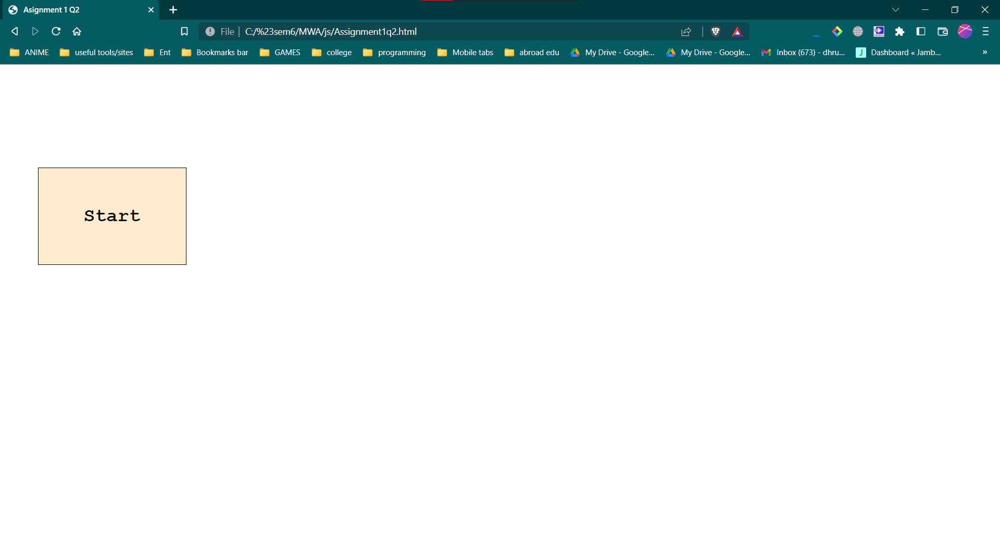 Asignment 1 Q2
File C:/%23sem6/MWA/js/Assignment1q2.html
ANIME useful tools/sites Ent Bookmarks bar GAMES college programming Mobile tabs abroad edu My Drive - Google... My Drive - Google... Inbox (673) - dhru... J Dashboard « Jamb... »
Start